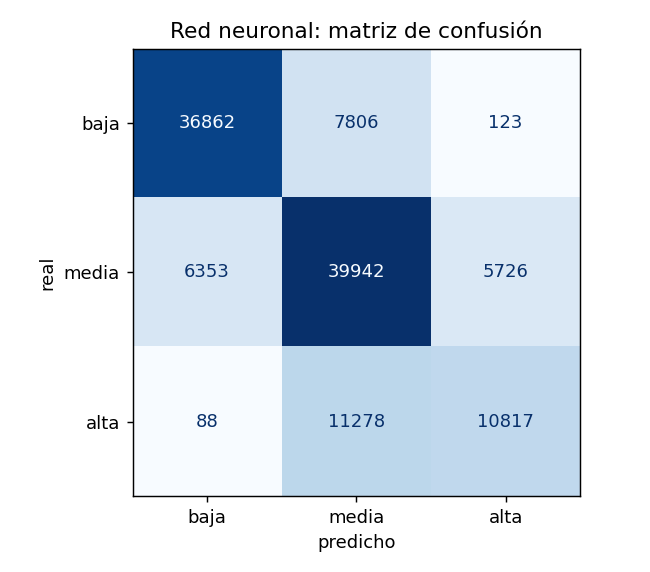 Red neuronal: matriz de confusión
baja 36862 7806 123
media 6353 39942 5726
alta 88 11278 10817
real
baja media alta
predicho